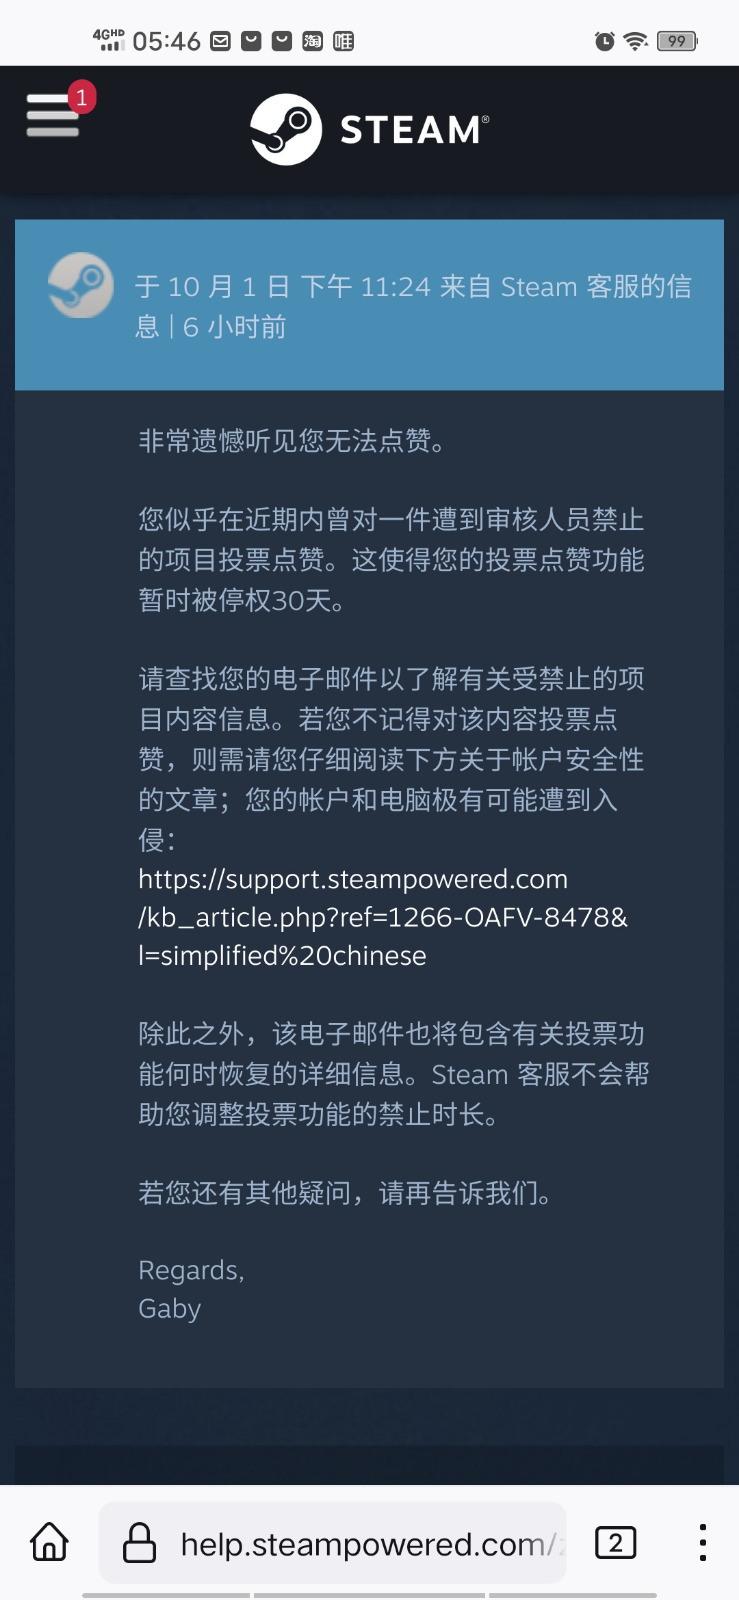 4GHD 05:46 淘 唯 99
1
STEAM®
于 10 月 1 日 下午 11:24 来自 Steam 客服的信
息 | 6 小时前
非常遗憾听见您无法点赞。
您似乎在近期内曾对一件遭到审核人员禁止
的项目投票点赞。这使得您的投票点赞功能
暂时被停权30天。
请查找您的电子邮件以了解有关受禁止的项
目内容信息。若您不记得对该内容投票点
赞，则需请您仔细阅读下方关于帐户安全性
的文章；您的帐户和电脑极有可能遭到入
侵：
https://support.steampowered.com
/kb_article.php?ref=1266-OAFV-8478&
l=simplified%20chinese
除此之外，该电子邮件也将包含有关投票功
能何时恢复的详细信息。Steam 客服不会帮
助您调整投票功能的禁止时长。
若您还有其他疑问，请再告诉我们。
Regards,
Gaby
help.steampowered.com/
2